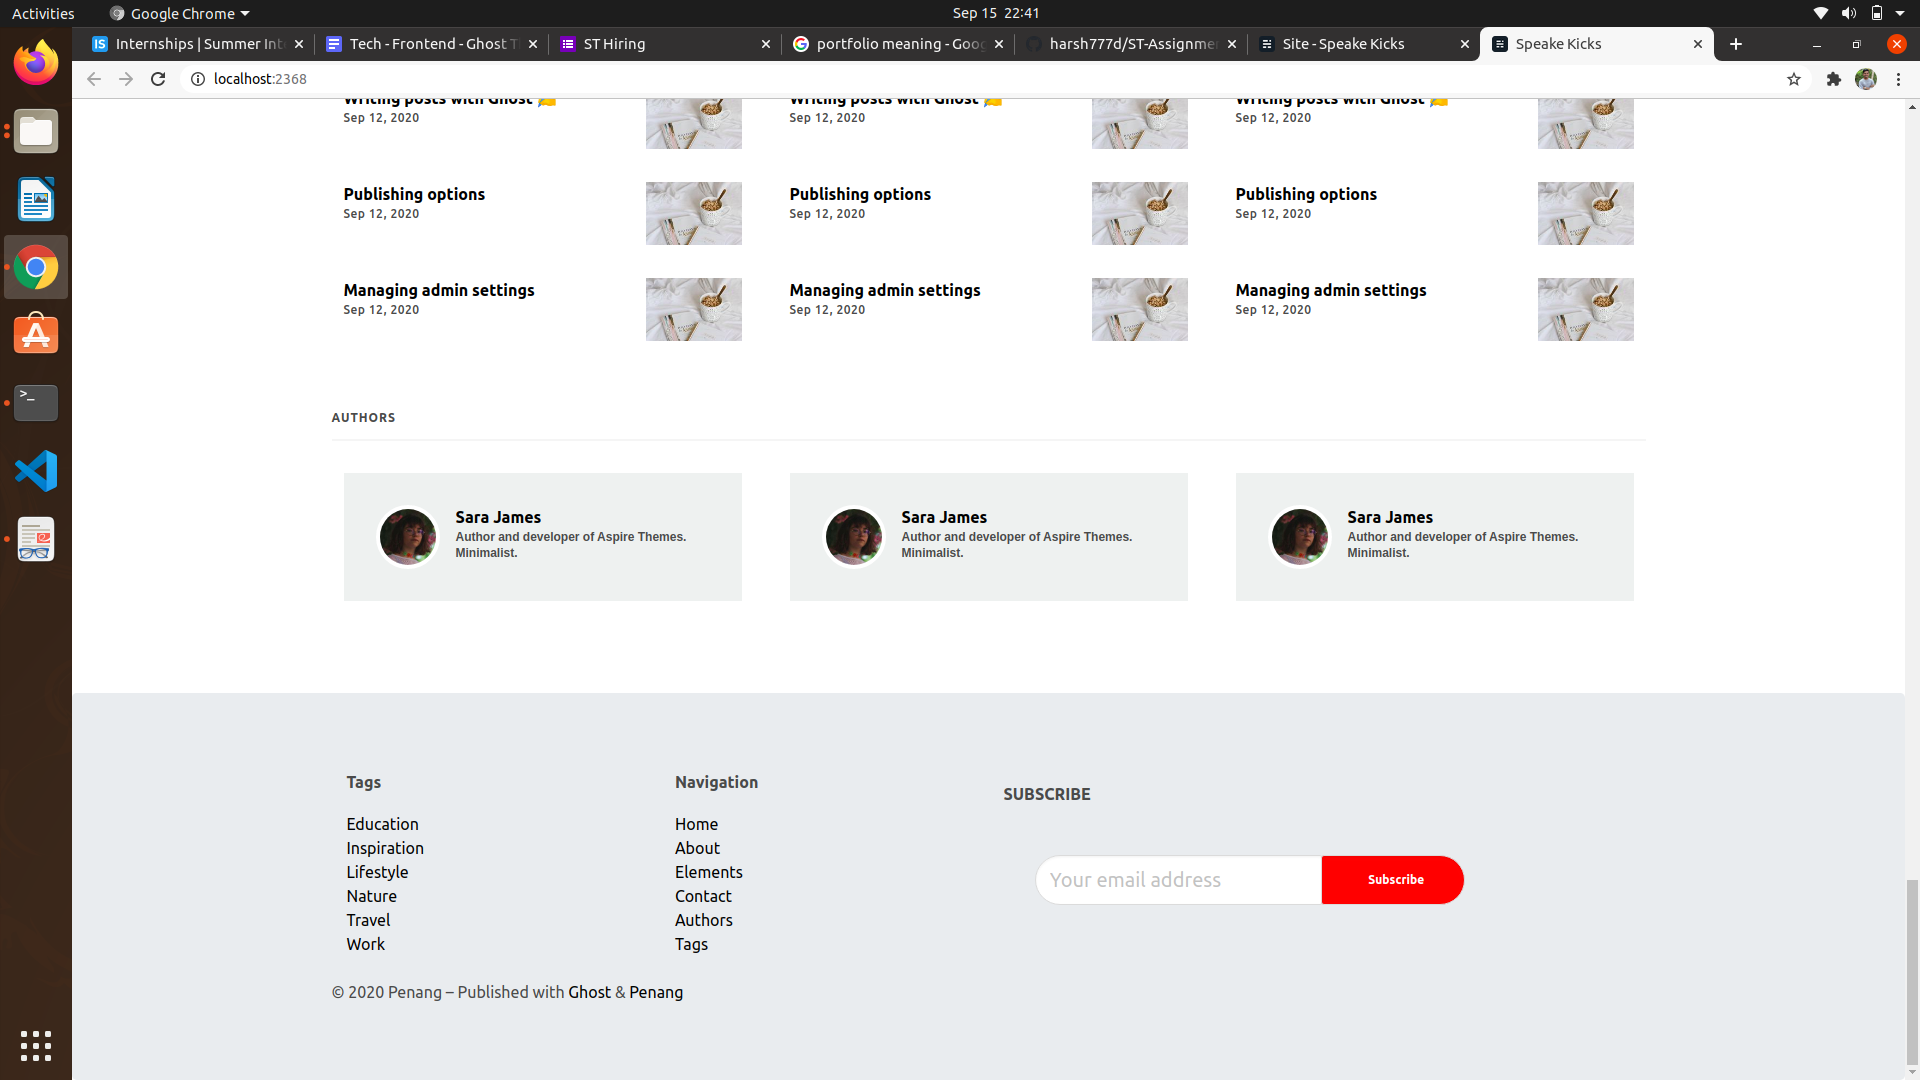 Activities
Google Chrome
Sep 15 22:41
Internships | Summer Int
Tech - Frontend - Ghost T
ST Hiring
portfolio meaning - Goog
harsh777d/ST-Assignme
Site - Speake Kicks
Speake Kicks
localhost:2368
Writing posts with Ghost ✍️
Sep 12, 2020
Writing posts with Ghost ✍️
Sep 12, 2020
Writing posts with Ghost ✍️
Sep 12, 2020
Publishing options
Sep 12, 2020
Publishing options
Sep 12, 2020
Publishing options
Sep 12, 2020
Managing admin settings
Sep 12, 2020
Managing admin settings
Sep 12, 2020
Managing admin settings
Sep 12, 2020
AUTHORS
Sara James
Author and developer of Aspire Themes.
Minimalist.
Sara James
Author and developer of Aspire Themes.
Minimalist.
Sara James
Author and developer of Aspire Themes.
Minimalist.
Tags
Education
Inspiration
Lifestyle
Nature
Travel
Work
Navigation
Home
About
Elements
Contact
Authors
Tags
SUBSCRIBE
Your email address
Subscribe
© 2020 Penang – Published with Ghost & Penang